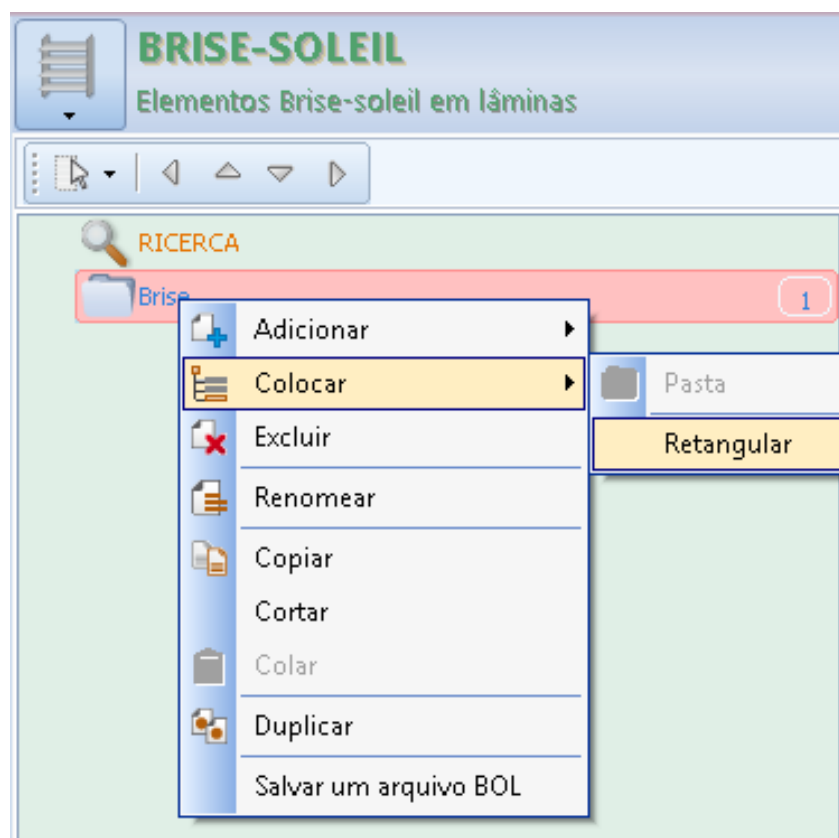 BRISE-SOLEIL
Elementos Brise-soleil em lâminas
RICERCA
Brise
1
Adicionar
Colocar
Pasta
Excluir
Retangular
Renomear
Copiar
Cortar
Colar
Duplicar
Salvar um arquivo BOL